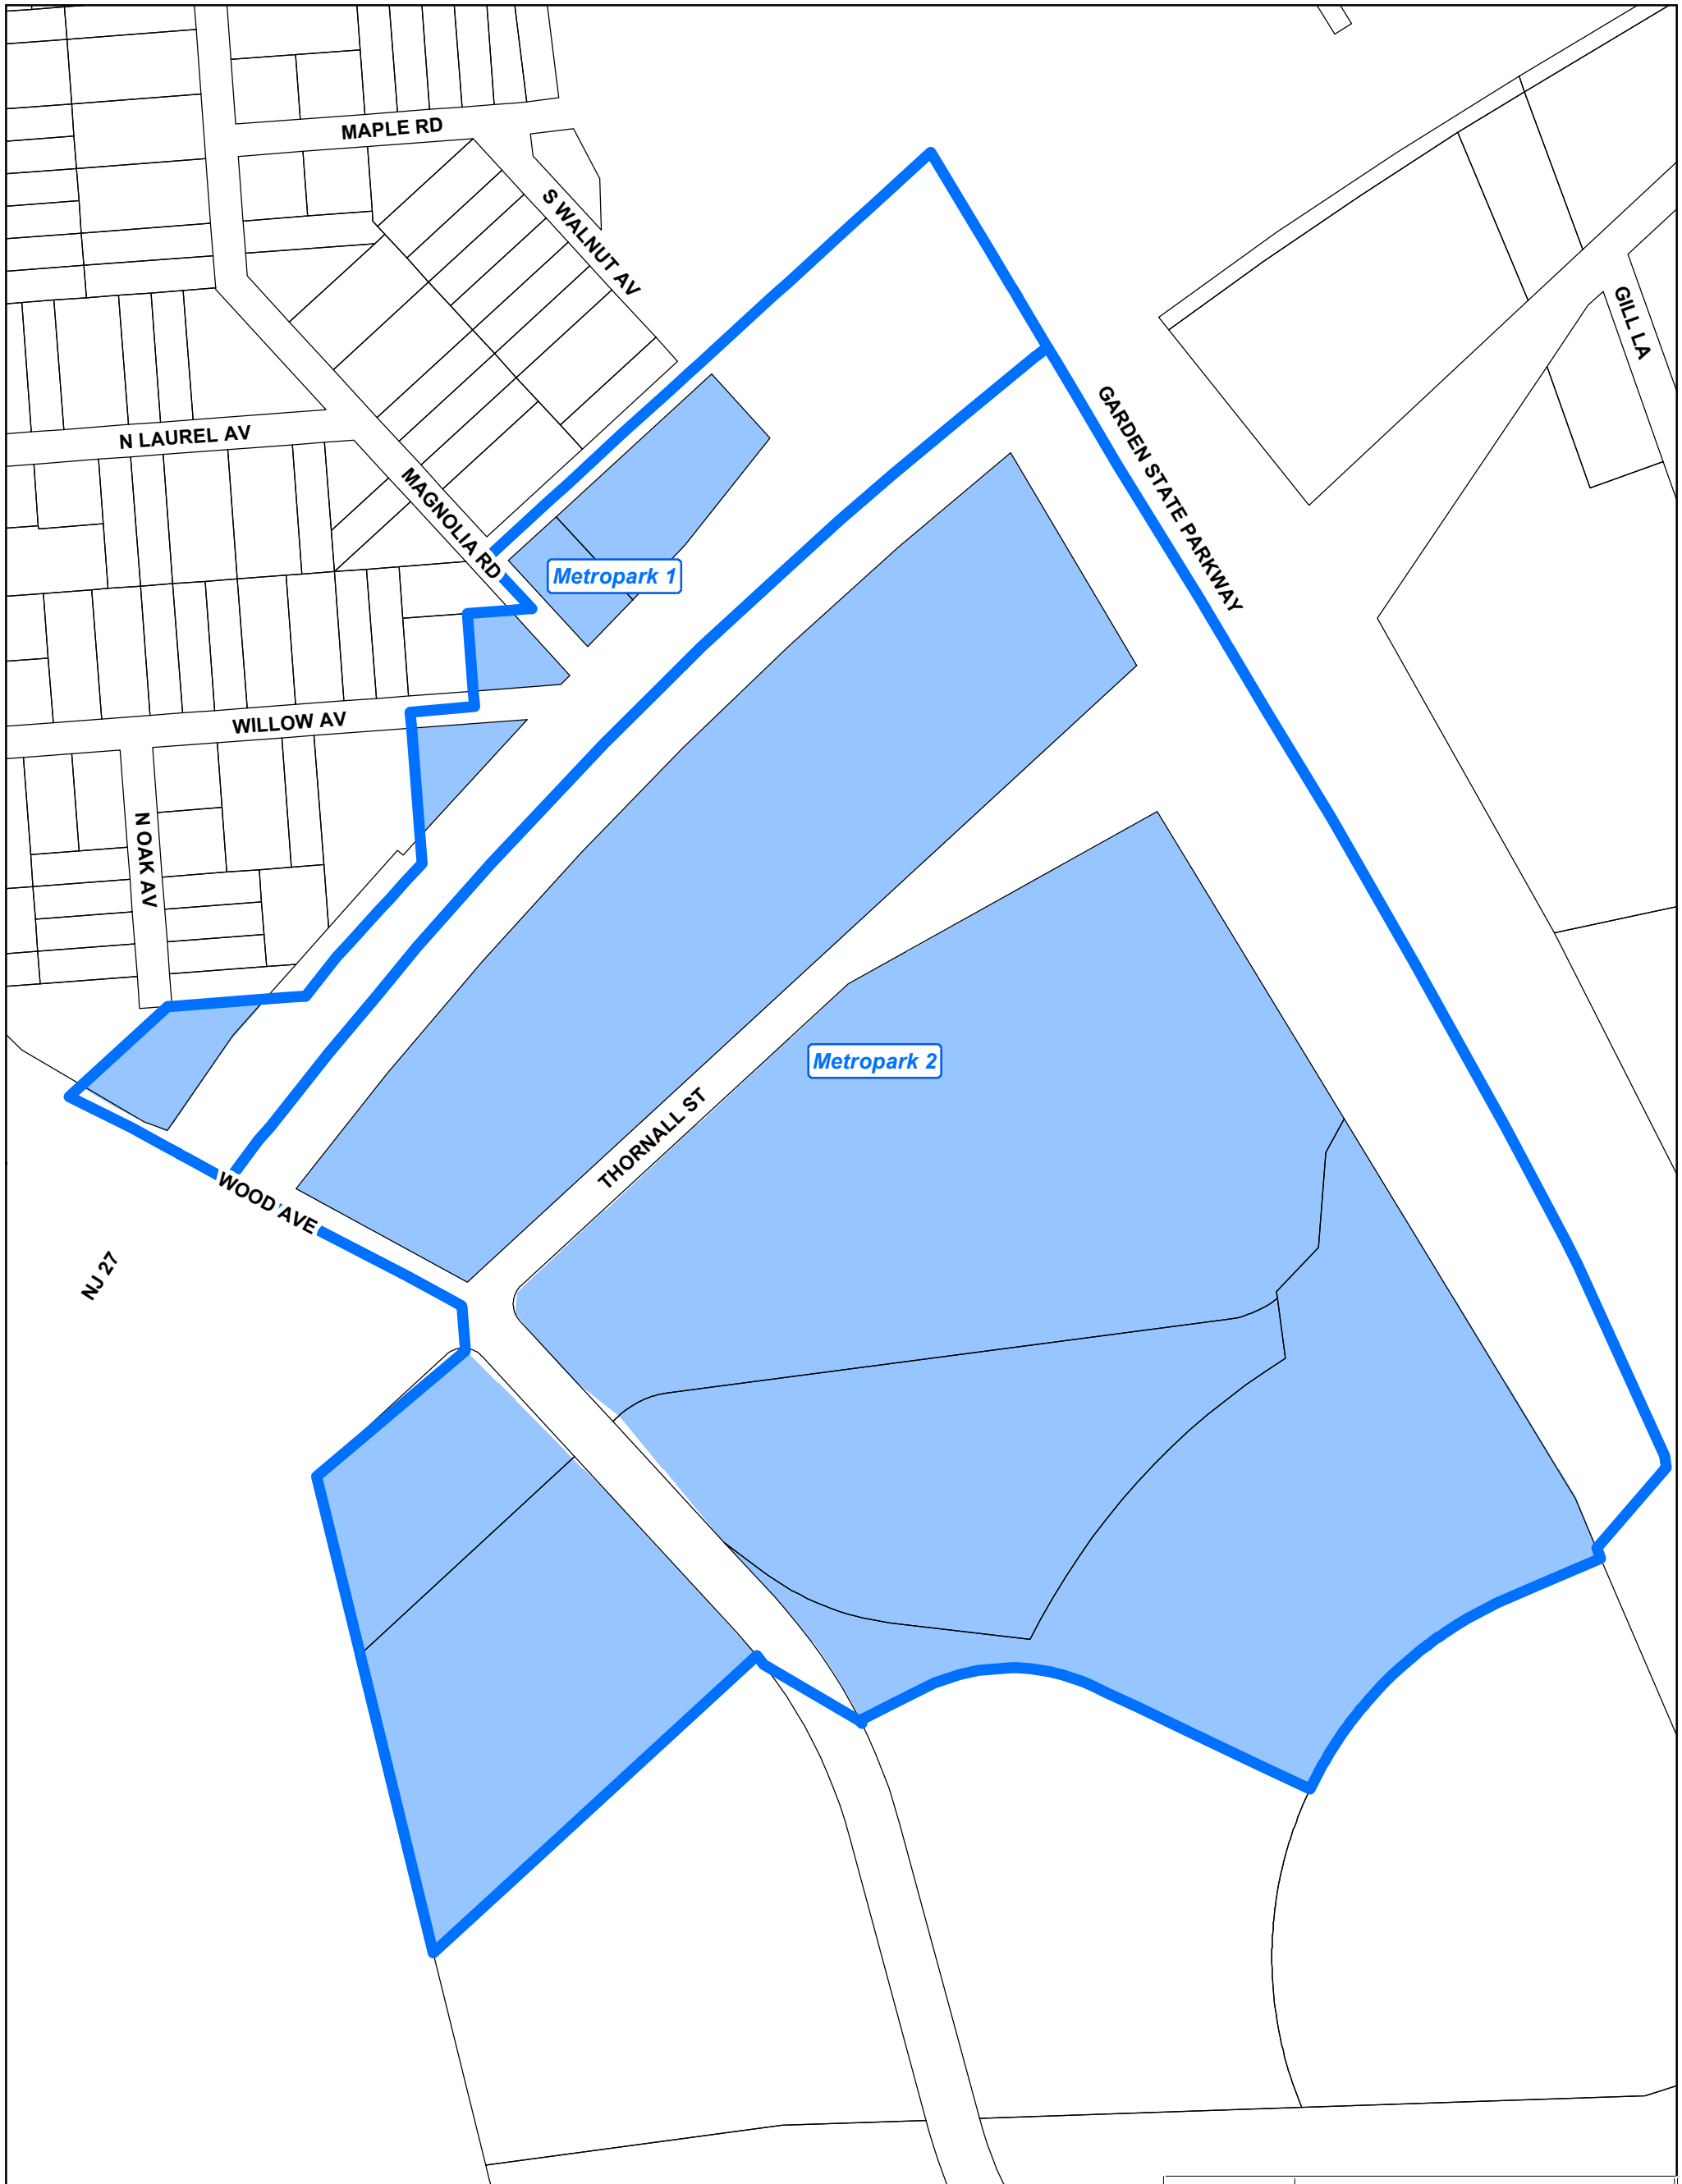 MAPLE RD
S WALNUT AV
GILL LA
N LAUREL AV
GARDEN STATE PARKWAY
MAGNOLIA RD
Metropark 1
WILLOW AV
N OAK AV
Metropark 2
THORNALL ST
WOOD AVE
NJ 27